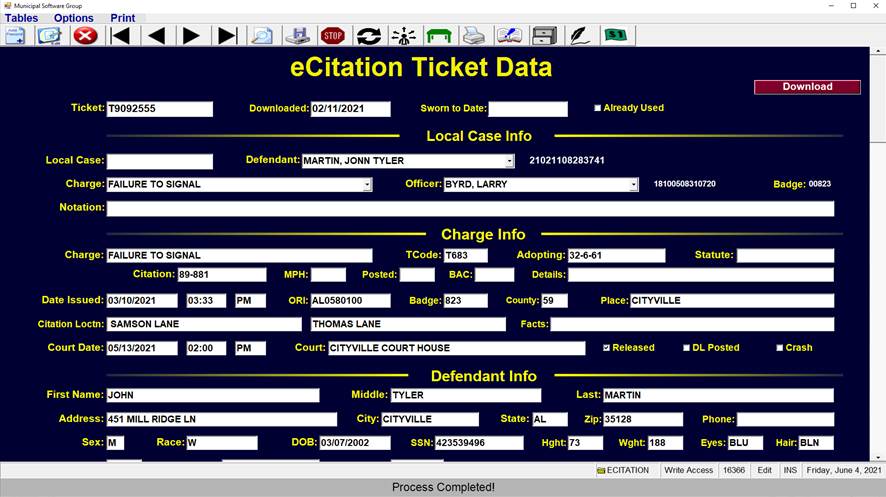 Municipal Software Group
Tables Options Print
STOP
$1
eCitation Ticket Data
Download
Ticket: T9092555 Downloaded: 02/11/2021 Sworn to Date: Already Used
Local Case Info
Local Case: Defendant: MARTIN, JONN TYLER 21021108283741
Charge: FAILURE TO SIGNAL Officer: BYRD, LARRY 18100508310720 Badge: 00823
Notation:
Charge Info
Charge: FAILURE TO SIGNAL TCode: T683 Adopting: 32-6-61 Statute:
Citation: 89-881 MPH: Posted: BAC: Details:
Date Issued: 03/10/2021 03:33 PM ORI: AL0580100 Badge: 823 County: 59 Place: CITYVILLE
Citation Loctn: SAMSON LANE THOMAS LANE Facts:
Court Date: 05/13/2021 02:00 PM Court: CITYVILLE COURT HOUSE Released DL Posted Crash
Defendant Info
First Name: JOHN Middle: TYLER Last: MARTIN
Address: 451 MILL RIDGE LN City: CITYVILLE State: AL Zip: 35128 Phone:
Sex: M Race: W DOB: 03/07/2002 SSN: 423539496 Hght: 73 Wght: 188 Eyes: BLU Hair: BLN
ECITATION Write Access 16366 Edit INS Friday, June 4, 2021
Process Completed!